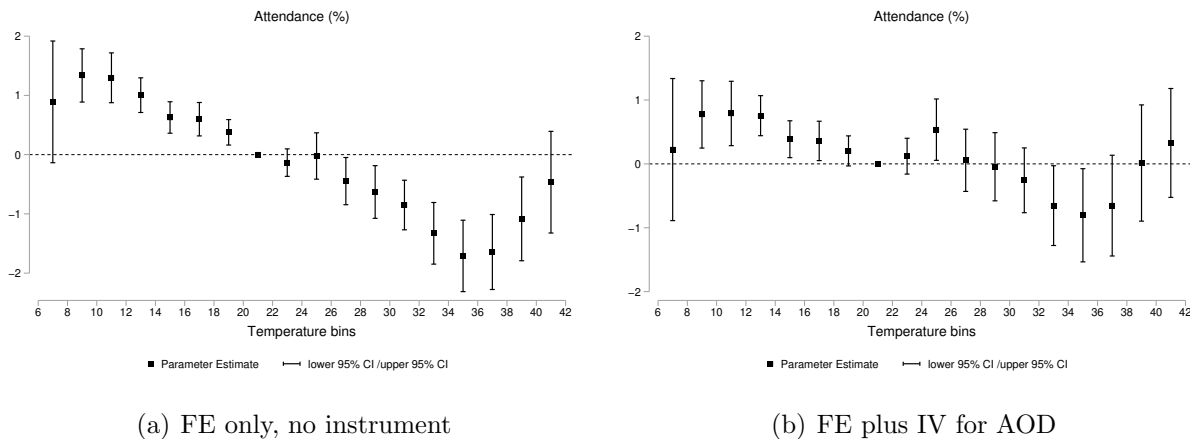 Attendance (%)
2
1
0
−1
−2
6 8 10 12 14 16 18 20 22 24 26 28 30 32 34 36 38 40 42
Temperature bins
Parameter Estimate lower 95% CI /upper 95% CI
(a) FE only, no instrument
Attendance (%)
2
1
0
−1
−2
6 8 10 12 14 16 18 20 22 24 26 28 30 32 34 36 38 40 42
Temperature bins
Parameter Estimate lower 95% CI /upper 95% CI
(b) FE plus IV for AOD